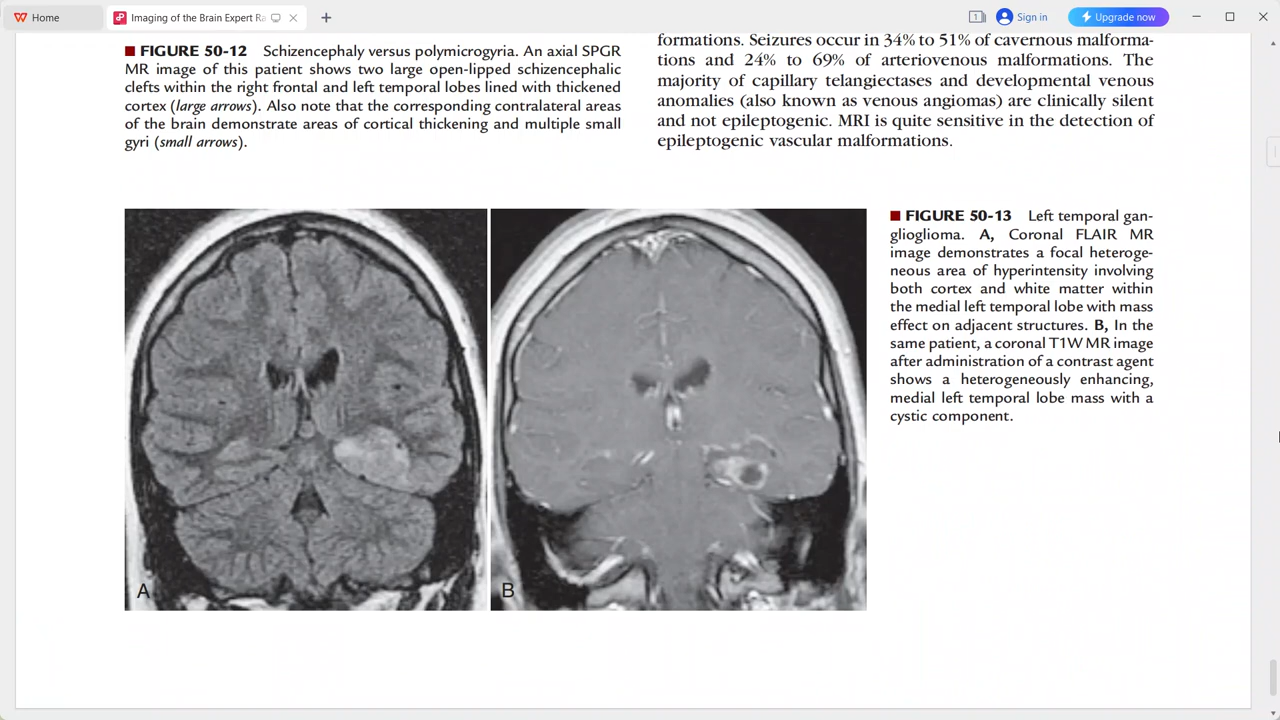 Home
Imaging of the Brain Expert Ra
1
Sign in
Upgrade now
■ FIGURE 50-12 Schizencephaly versus polymicrogyria. An axial SPGR
MR image of this patient shows two large open-lipped schizencephalic
clefts within the right frontal and left temporal lobes lined with thickened
cortex (large arrows). Also note that the corresponding contralateral areas
of the brain demonstrate areas of cortical thickening and multiple small
gyri (small arrows).
formations. Seizures occur in 34% to 51% of cavernous malforma-
tions and 24% to 69% of arteriovenous malformations. The
majority of capillary telangiectases and developmental venous
anomalies (also known as venous angiomas) are clinically silent
and not epileptogenic. MRI is quite sensitive in the detection of
epileptogenic vascular malformations.
A
B
■ FIGURE 50-13 Left temporal gan-
glioglioma. A, Coronal FLAIR MR
image demonstrates a focal heteroge-
neous area of hyperintensity involving
both cortex and white matter within
the medial left temporal lobe with mass
effect on adjacent structures. B, In the
same patient, a coronal T1W MR image
after administration of a contrast agent
shows a heterogeneously enhancing,
medial left temporal lobe mass with a
cystic component.